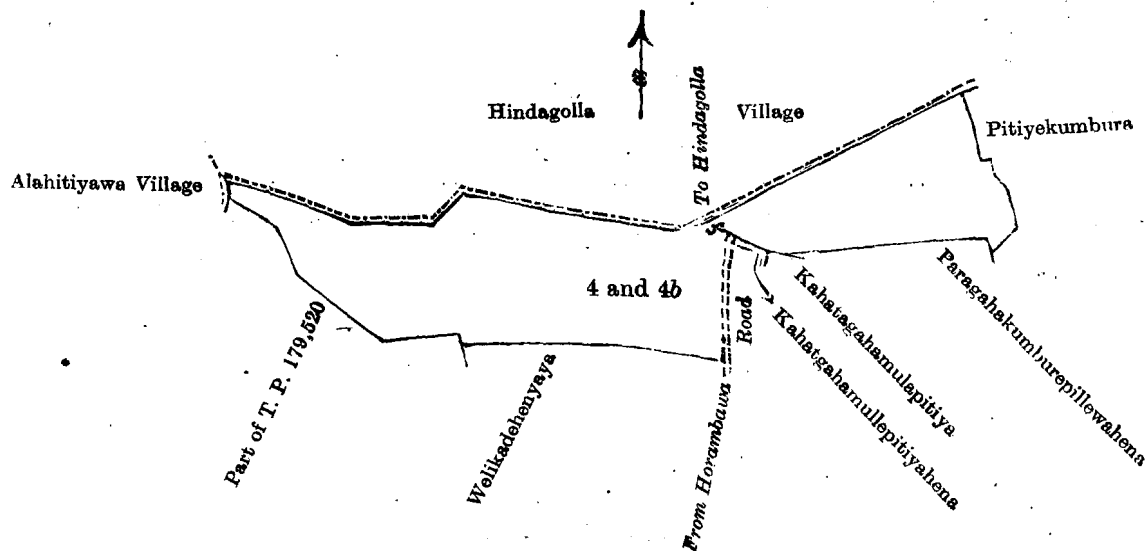 Hindagolla
To Hindagolla
Village
Pitiyekumbura
Alahitiyawa Village
4 and 4b
Part of T. P. 179,520
Welikadehenyaya
From Horambawa
Road
Kahatagahamulapitiya
Kahatgahamullepitiyahena
Paragahakumburepillewahena